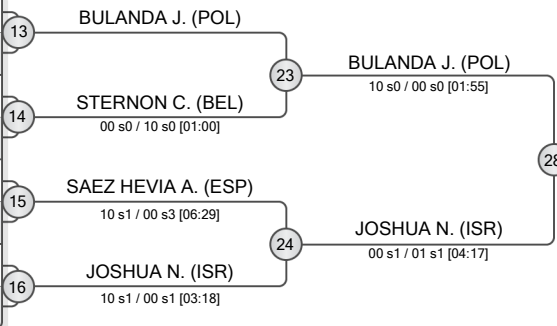 BULANDA J. (POL)
13
23
BULANDA J. (POL)
10 s0 / 00 s0 [01:55]
STERNON C. (BEL)
14
00 s0 / 10 s0 [01:00]
28
SAEZ HEVIA A. (ESP)
15
10 s1 / 00 s3 [06:29]
24
JOSHUA N. (ISR)
00 s1 / 01 s1 [04:17]
JOSHUA N. (ISR)
16
10 s1 / 00 s1 [03:18]